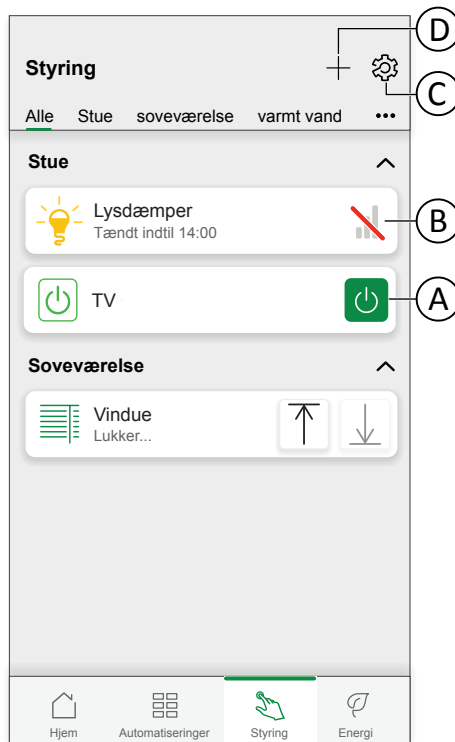 D
Styring
C
Alle Stue soveværelse varmt vand •••
Stue
Lysdæmper
Tændt indtil 14:00
B
TV
A
Soveværelse
Vindue
Lukker...
Hjem Automatiseringer Styring Energi